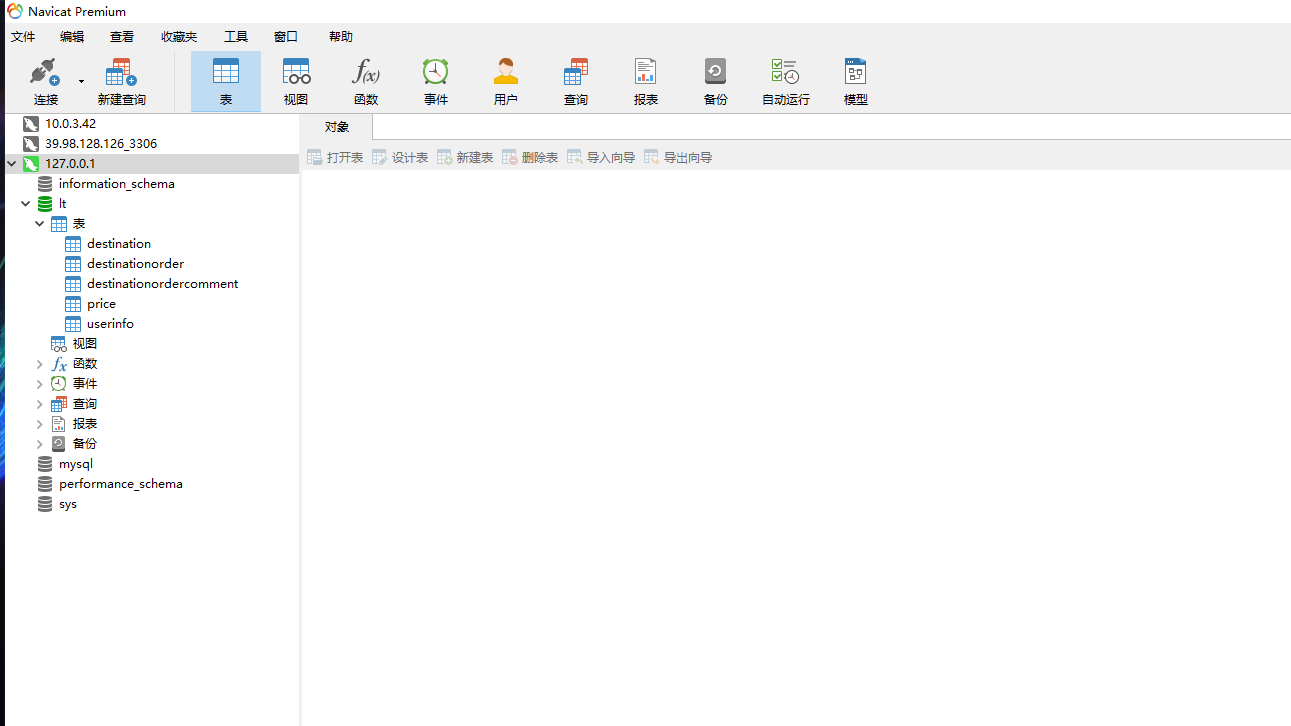 Navicat Premium
文件 编辑 查看 收藏夹 工具 窗口 帮助
连接 新建查询 表 视图 函数 事件 用户 查询 报表 备份 自动运行 模型
10.0.3.42
39.98.128.126_3306
127.0.0.1
information_schema
lt
表
destination
destinationorder
destinationordercomment
price
userinfo
视图
函数
事件
查询
报表
备份
mysql
performance_schema
sys
对象
打开表 设计表 新建表 删除表 导入向导 导出向导